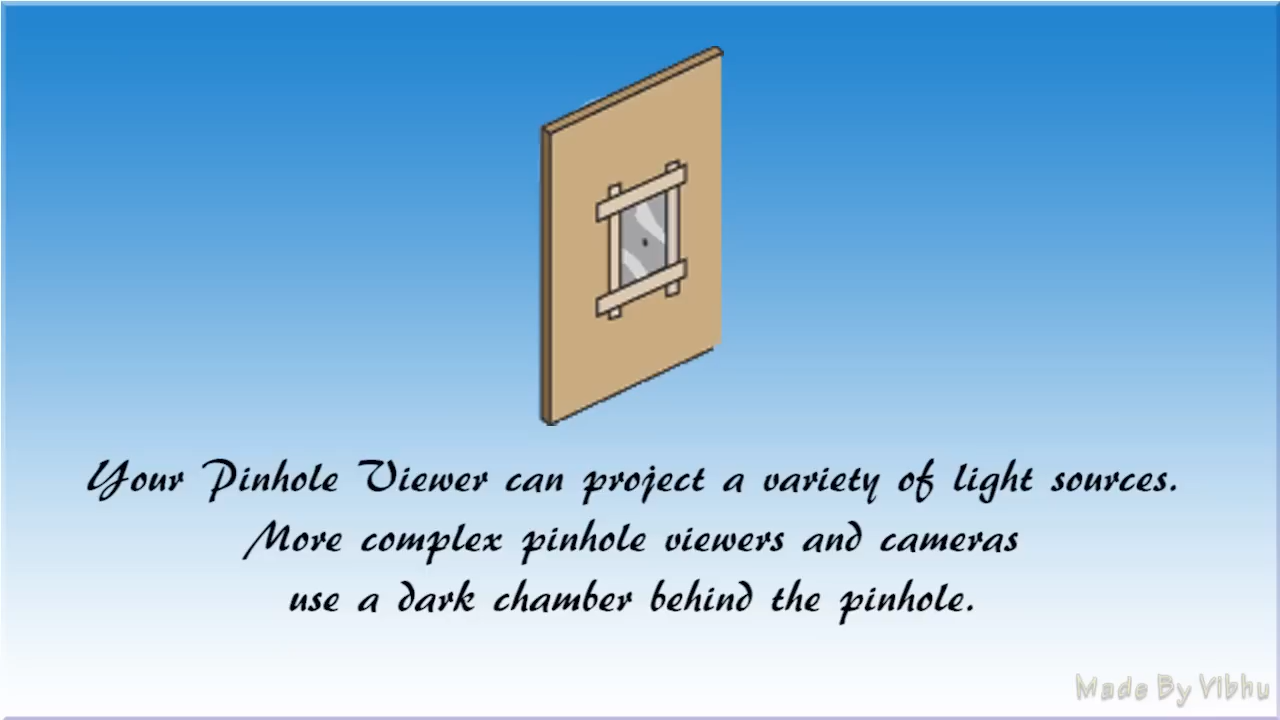 Your Pinhole Viewer can project a variety of light sources.
More complex pinhole viewers and cameras
use a dark chamber behind the pinhole.
Made By Vibhu